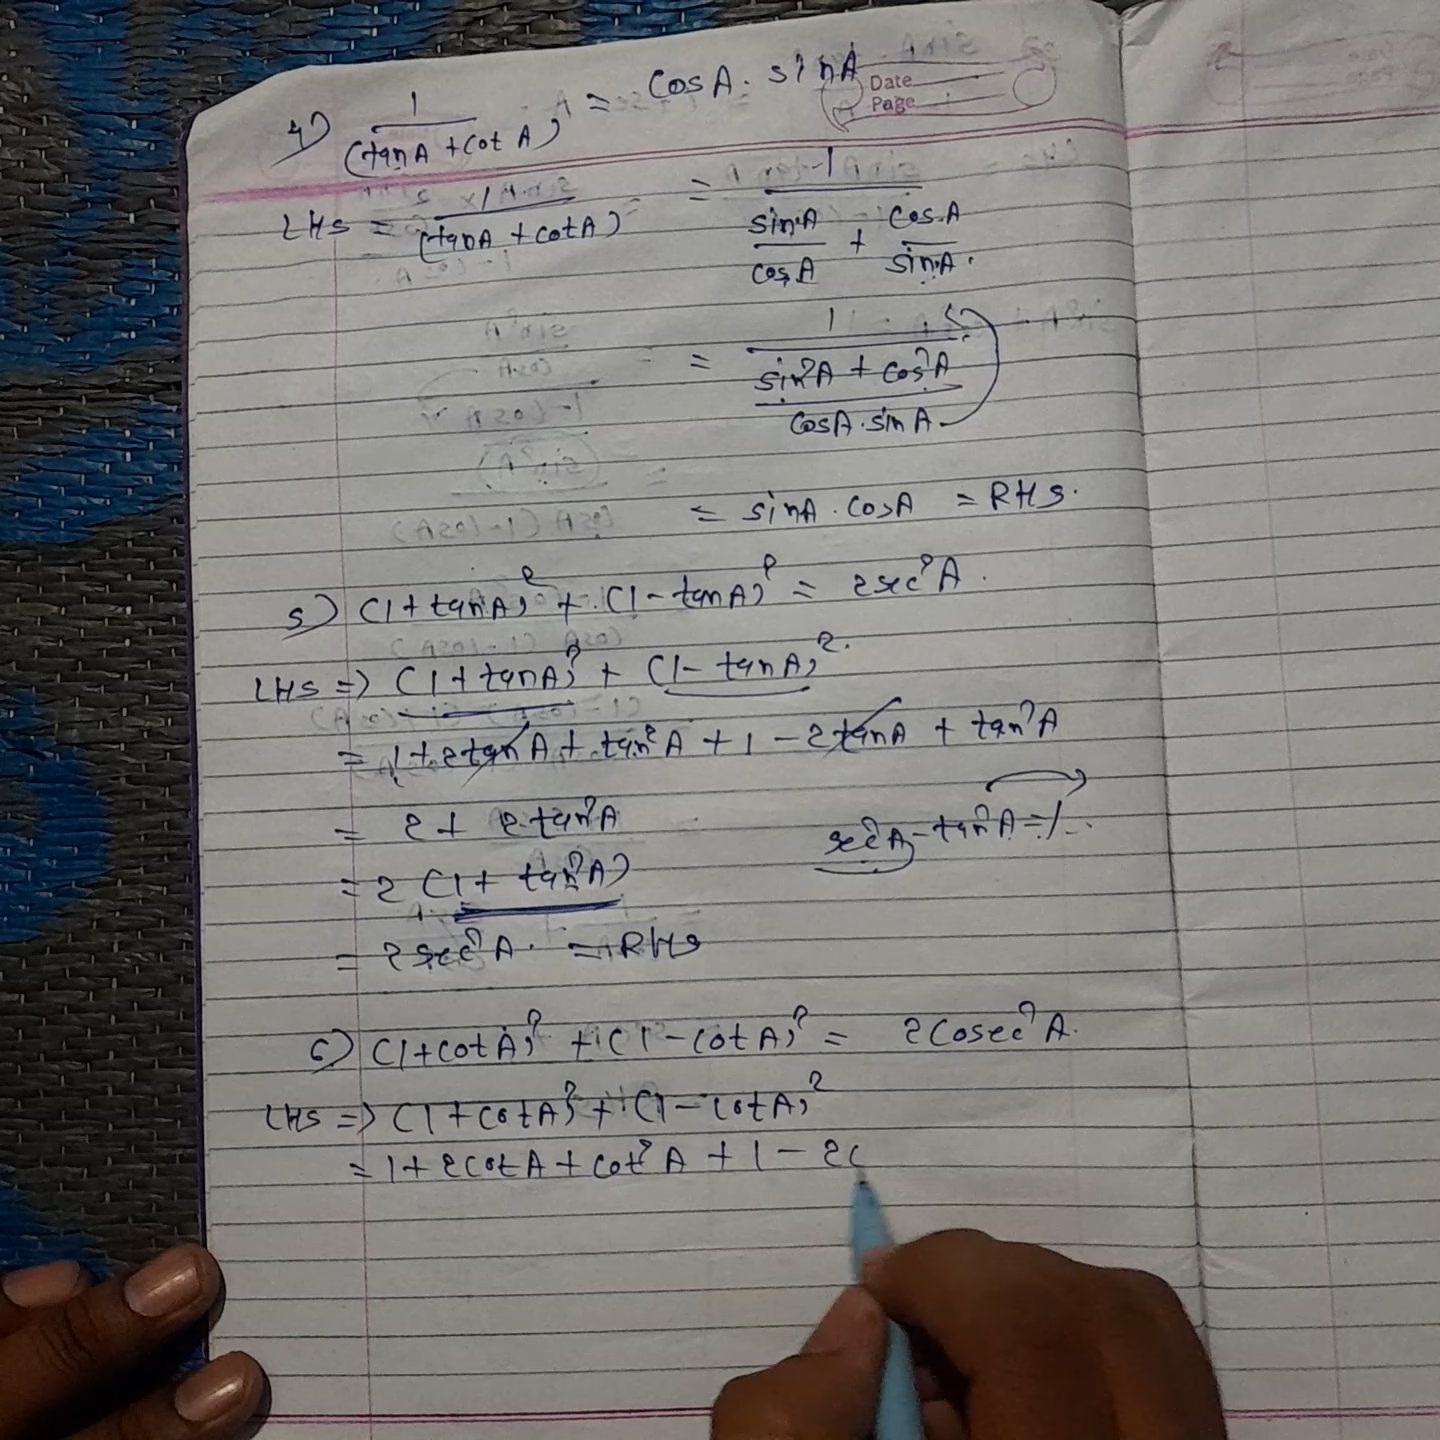 4) 1/(tanA + cot A) = cosA. sinA
Date
Page
LHS = 1/(tanA + cotA) = 1/(sinA/cosA + cosA/sinA).
= 1/((sin²A + cos²A)/(cosA.sinA))
= sinA. cosA = RHS.
5) (1+tanA)² + (1-tanA)² = 2sec²A.
LHS => (1+tanA)² + (1-tanA)².
= 1+2tanA + tan²A + 1 - 2tanA + tan²A
= 2+ 2tan²A
sec²A-tan²A=1..
= 2 (1+ tan²A)
= 2sec²A. = RHS
6) (1+cotA)² + (1-cotA)² = 2cosec²A.
LHS => (1+cotA)² + (1-cotA)²
= 1+2cotA + cot²A + 1 - 2c